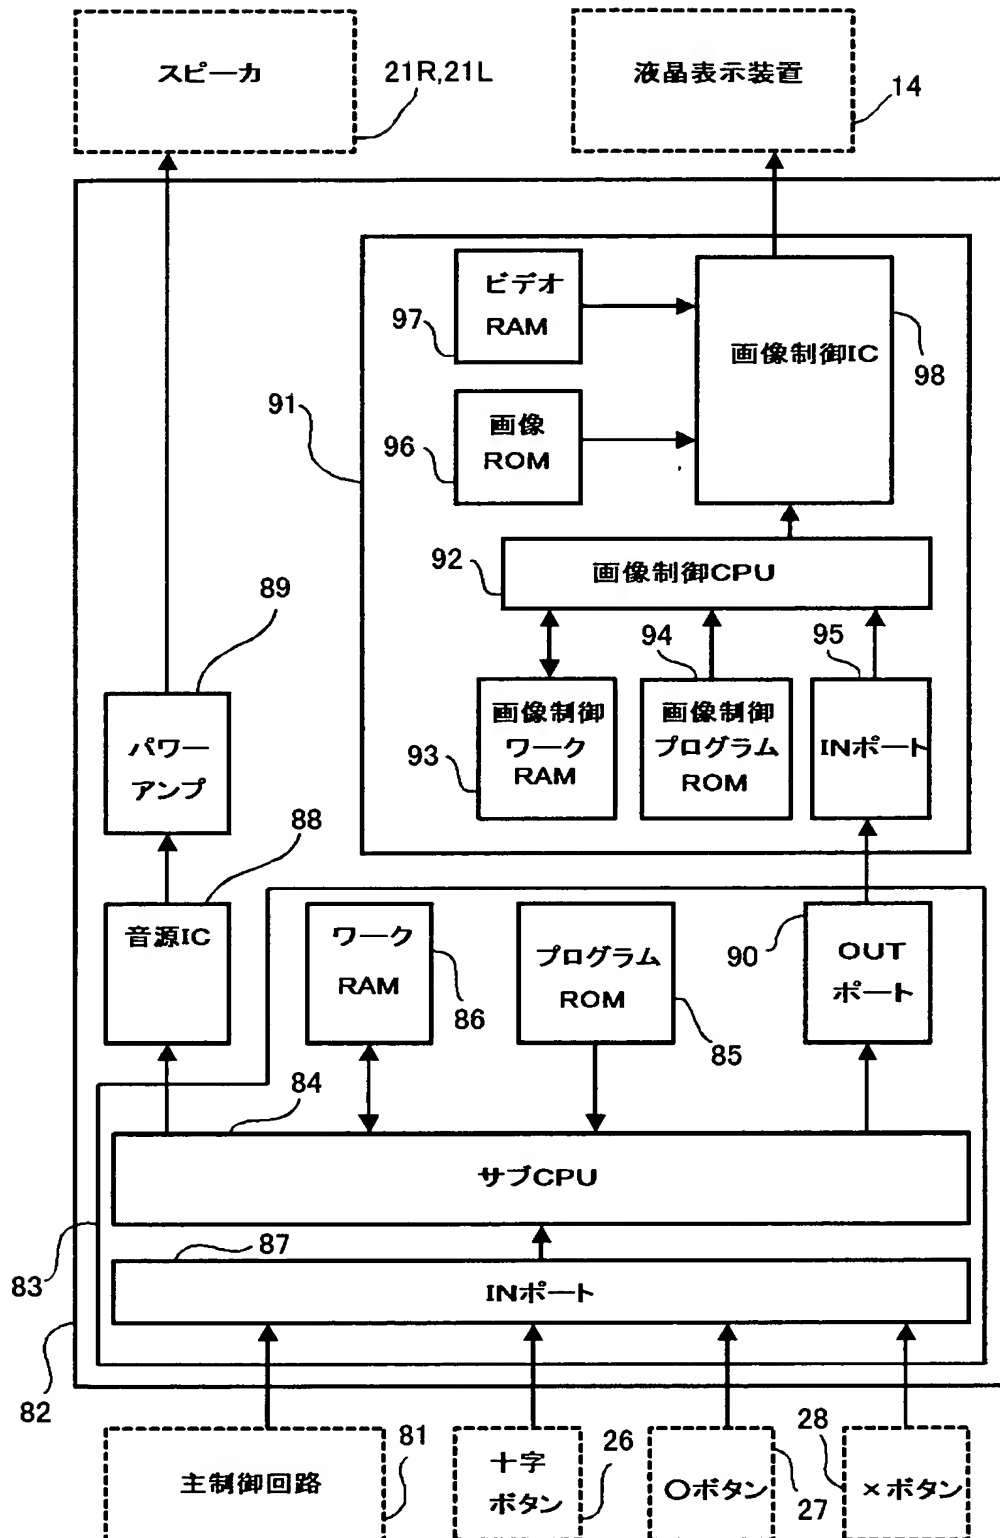 スピーカ
21R,21L
液晶表示装置
14
ビデオ
RAM
97
画像制御IC
98
91
画像
ROM
96
92
画像制御CPU
89
94
95
パワー
アンプ
画像制御
ワーク
RAM
93
画像制御
プログラム
ROM
INポート
88
音源IC
ワーク
RAM
86
プログラム
ROM
85
90
OUT
ポート
84
サブCPU
87
83
INポート
82
主制御回路
81
十字
ボタン
26
○ボタン
27
28
×ボタン